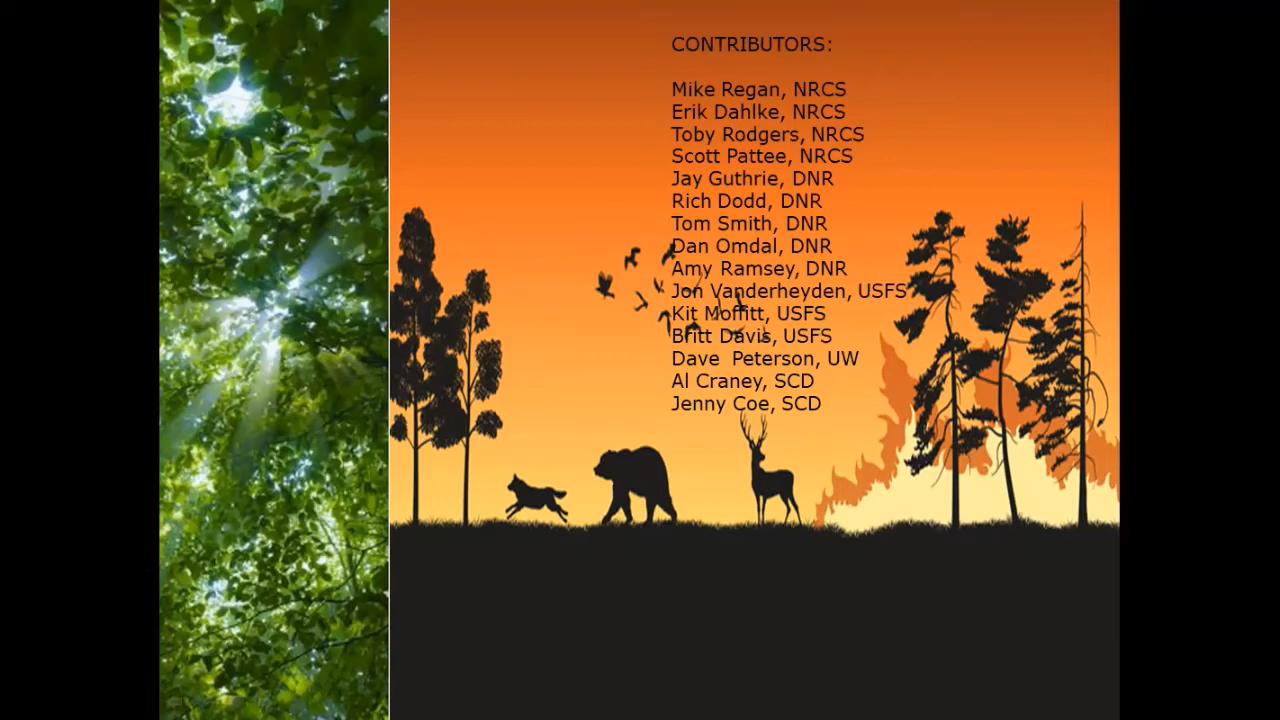 CONTRIBUTORS:
Mike Regan, NRCS
Erik Dahlke, NRCS
Toby Rodgers, NRCS
Scott Pattee, NRCS
Jay Guthrie, DNR
Rich Dodd, DNR
Tom Smith, DNR
Dan Omdal, DNR
Amy Ramsey, DNR
Jon Vanderheyden, USFS
Kit Moffitt, USFS
Britt Davis, USFS
Dave  Peterson, UW
Al Craney, SCD
Jenny Coe, SCD